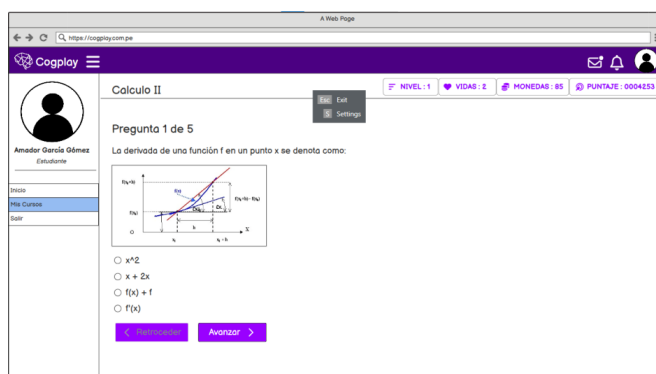 A Web Page
https://cogplay.com.pe
Cogplay
Calculo II
NIVEL : 1
VIDAS : 2
MONEDAS : 85
PUNTAJE : 0004253
Esc Exit
S Settings
Amador García Gómez
Estudiante
Inicio
Mis Cursos
Salir
Pregunta 1 de 5
La derivada de una función f en un punto x se denota como:
f(x)
h
X
O
x^2
x + 2x
f(x) + f
f'(x)
Retroceder
Avanzar